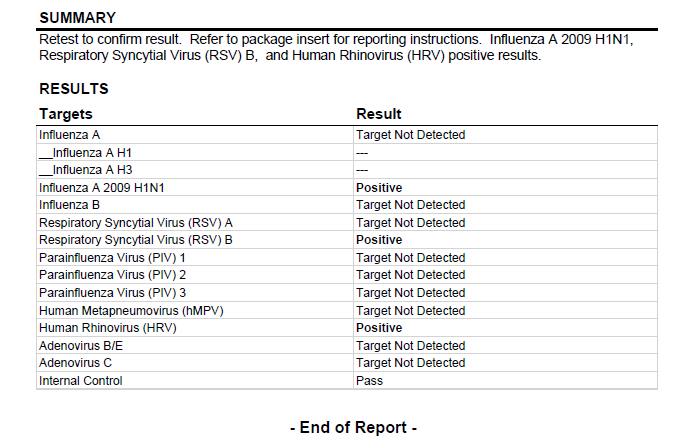 SUMMARY
Retest to confirm result. Refer to package insert for reporting instructions. Influenza A 2009 H1N1,
Respiratory Syncytial Virus (RSV) B, and Human Rhinovirus (HRV) positive results.
RESULTS
Targets Result
Influenza A Target Not Detected
__Influenza A H1 ---
__Influenza A H3 ---
Influenza A 2009 H1N1 Positive
Influenza B Target Not Detected
Respiratory Syncytial Virus (RSV) A Target Not Detected
Respiratory Syncytial Virus (RSV) B Positive
Parainfluenza Virus (PIV) 1 Target Not Detected
Parainfluenza Virus (PIV) 2 Target Not Detected
Parainfluenza Virus (PIV) 3 Target Not Detected
Human Metapneumovirus (hMPV) Target Not Detected
Human Rhinovirus (HRV) Positive
Adenovirus B/E Target Not Detected
Adenovirus C Target Not Detected
Internal Control Pass
- End of Report -